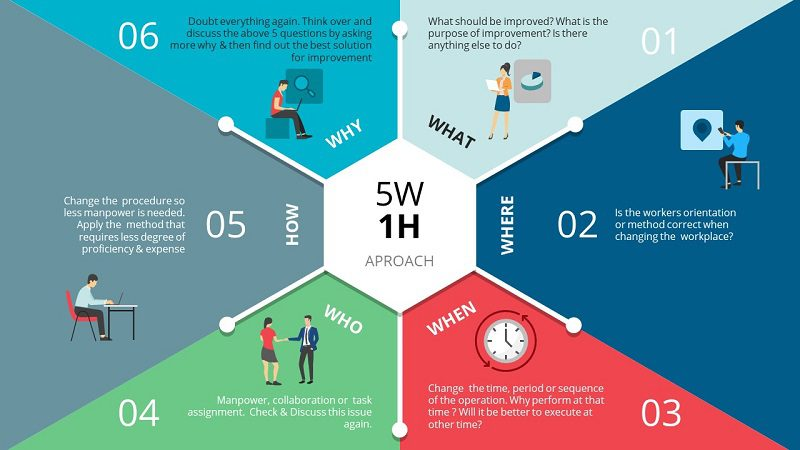 5W
1H
APROACH
01
WHAT
What should be improved? What is the
purpose of improvement? Is there
anything else to do?
02
WHERE
Is the workers orientation
or method correct when
changing the workplace?
03
WHEN
Change the time, period or sequence
of the operation. Why perform at that
time ? Will it be better to execute at
other time?
04
WHO
Manpower, collaboration or task
assignment. Check & Discuss this issue
again.
05
HOW
Change the procedure so
less manpower is needed.
Apply the method that
requires less degree of
proficiency & expense
06
WHY
Doubt everything again. Think over and
discuss the above 5 questions by asking
more why & then find out the best solution
for improvement